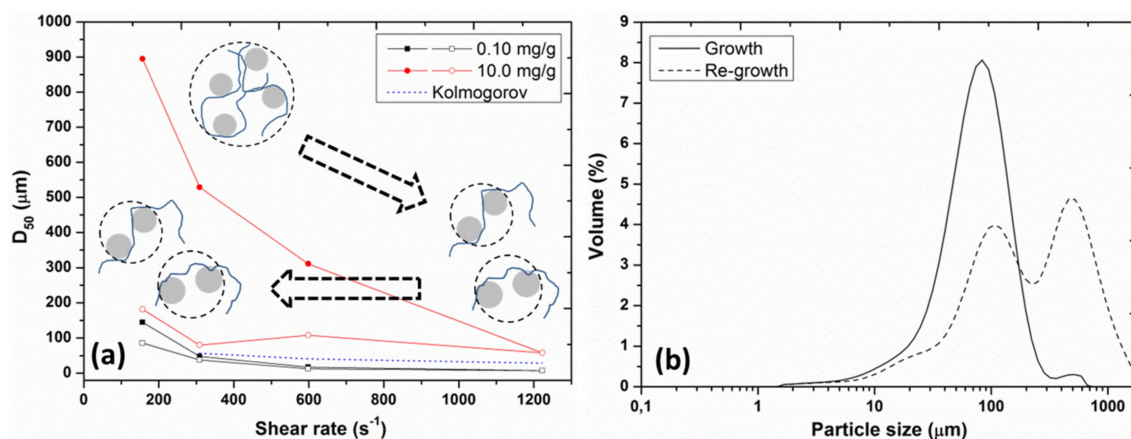 1000
900
800
700
600
500
400
300
200
100
0
D50 (μm)
0.10 mg/g
10.0 mg/g
Kolmogorov
(a)
0 200 400 600 800 1000 1200
Shear rate (s-1)
9
8
7
6
5
4
3
2
1
0
Volume (%)
Growth
Re-growth
(b)
0,1 1 10 100 1000
Particle size (μm)